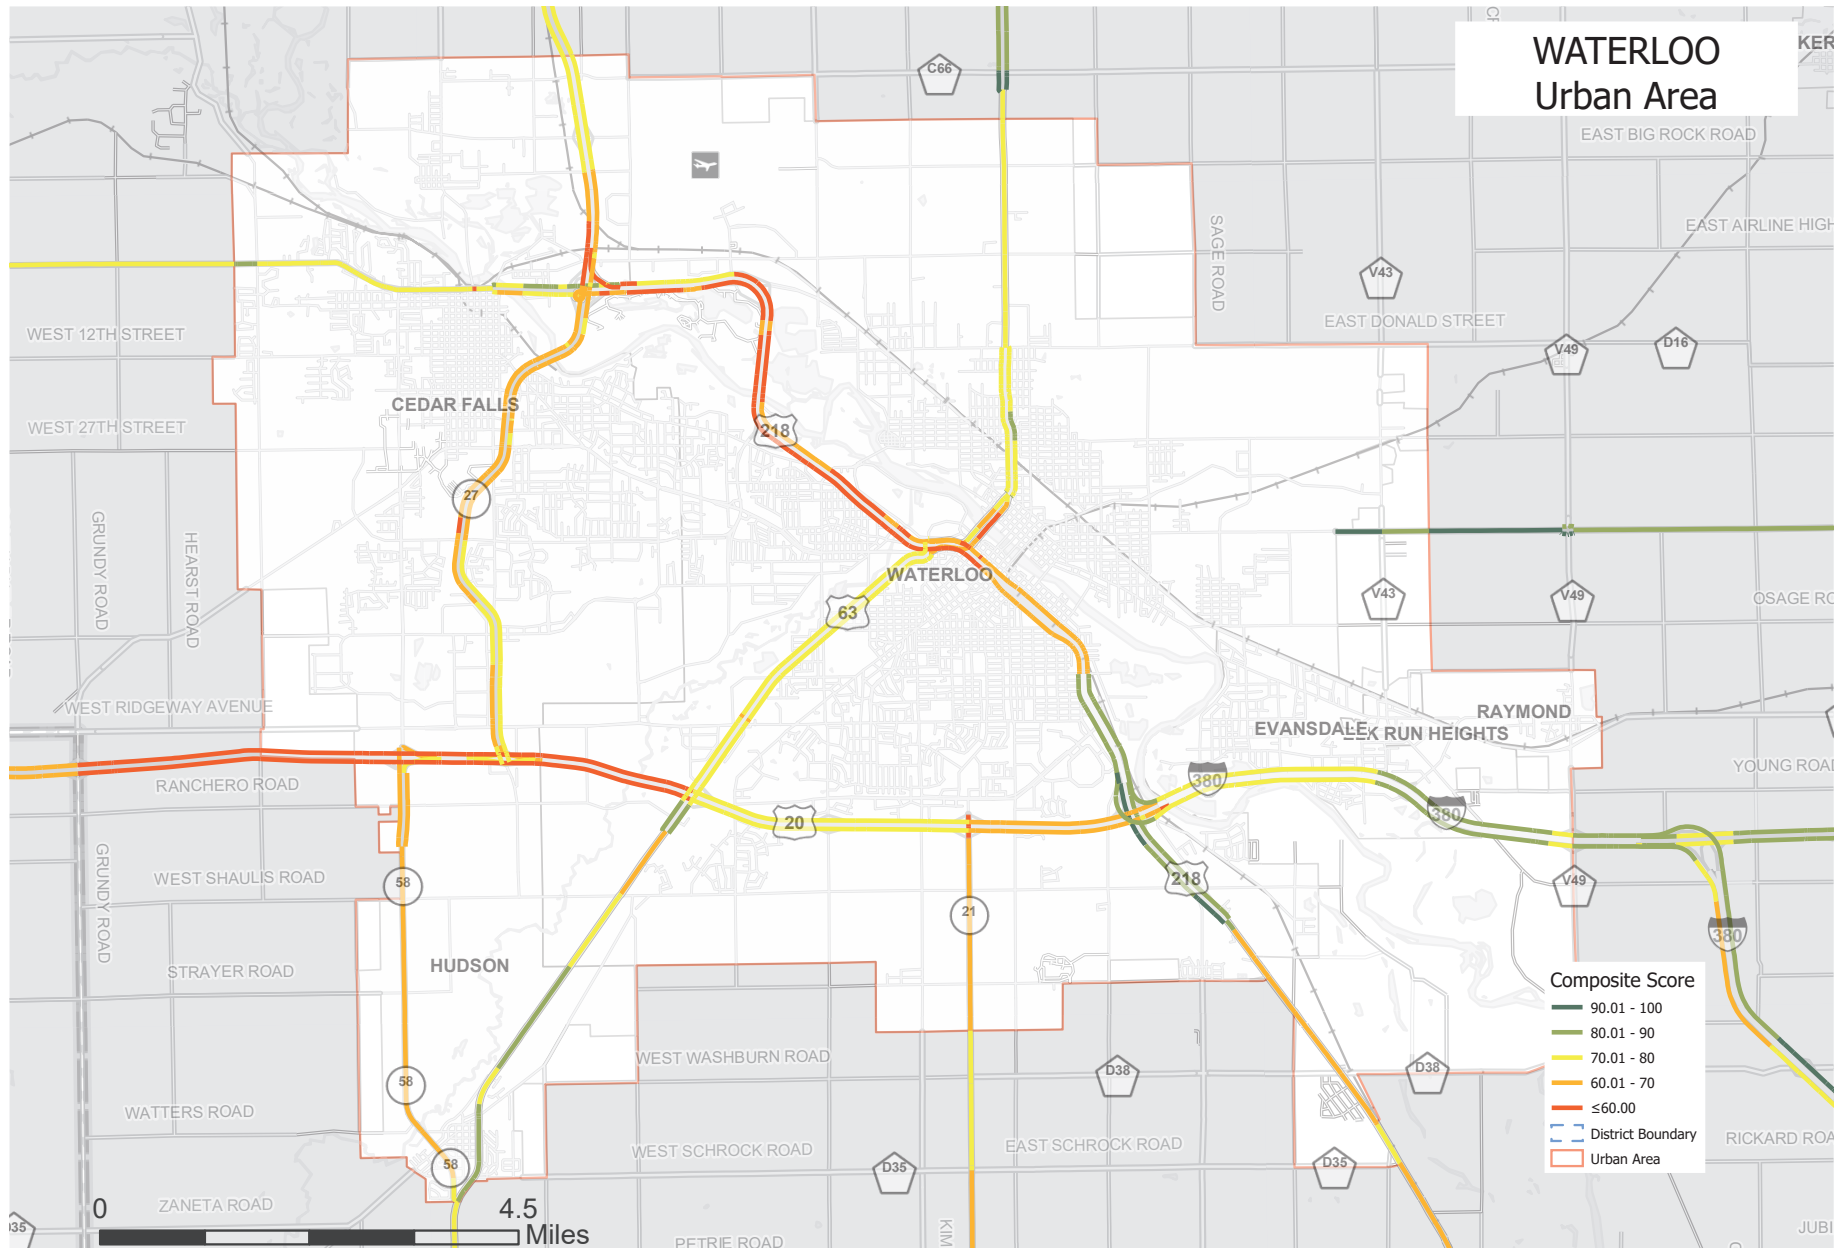 WATERLOO
Urban Area
C66
KER
EAST BIG ROCK ROAD
EAST AIRLINE HIGH
SAGE ROAD
V43
EAST DONALD STREET
V49
D16
WEST 12TH STREET
CEDAR FALLS
WEST 27TH STREET
218
27
GRUNDY ROAD
HEARST ROAD
WATERLOO
63
V43
V49
OSAGE RO
WEST RIDGEWAY AVENUE
RAYMOND
EVANSDALE
ELK RUN HEIGHTS
YOUNG ROAD
RANCHERO ROAD
380
380
20
GRUNDY ROAD
WEST SHAULIS ROAD
58
218
V49
21
380
STRAYER ROAD
HUDSON
WEST WASHBURN ROAD
D38
D38
58
WATTERS ROAD
WEST SCHROCK ROAD
EAST SCHROCK ROAD
RICKARD ROA
58
D35
D35
ZANETA ROAD
KIM
JUBI
D35
PETRIE ROAD
Composite Score
90.01 - 100
80.01 - 90
70.01 - 80
60.01 - 70
≤60.00
District Boundary
Urban Area
0
4.5
Miles